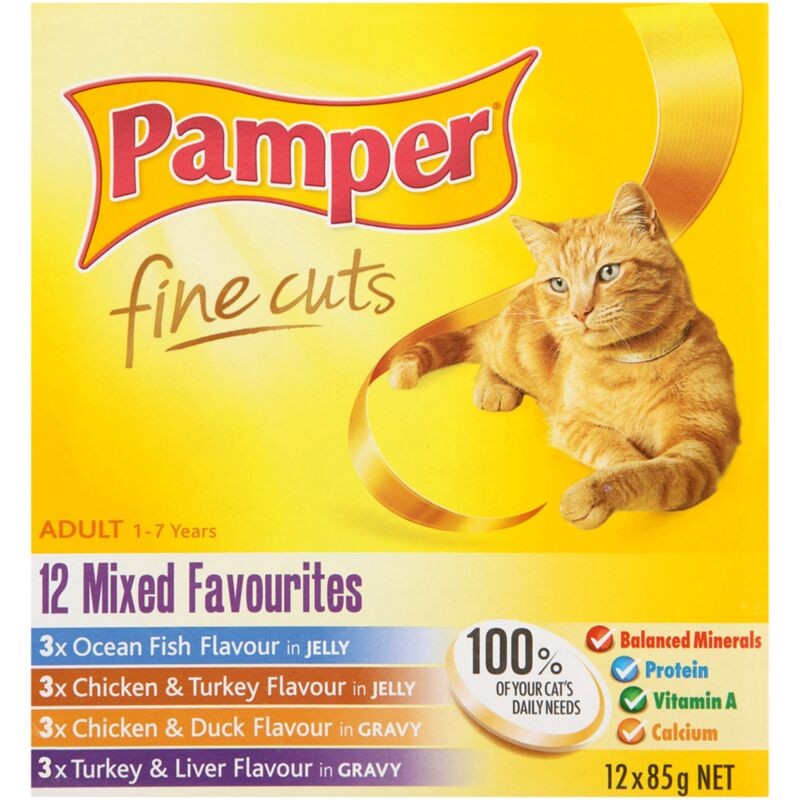 Pamper®
fine cuts
ADULT 1-7 Years
12 Mixed Favourites
3x Ocean Fish Flavour in JELLY
3x Chicken & Turkey Flavour in JELLY
3x Chicken & Duck Flavour in GRAVY
3x Turkey & Liver Flavour in GRAVY
100%
OF YOUR CAT'S
DAILY NEEDS
Balanced Minerals
Protein
Vitamin A
Calcium
12x85g NET